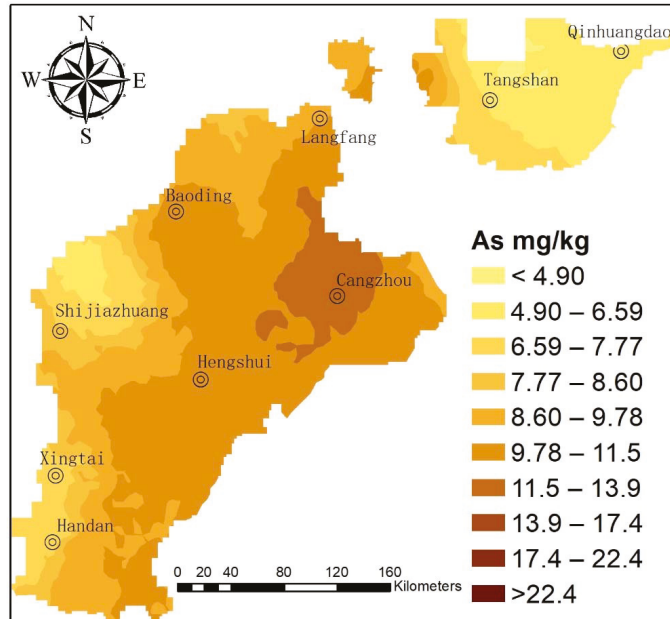 N
W E
S
Qinhuangdao
Tangshan
Langfang
Baoding
Cangzhou
Shijiazhuang
Hengshui
Xingtai
Handan
As mg/kg
< 4.90
4.90 – 6.59
6.59 – 7.77
7.77 – 8.60
8.60 – 9.78
9.78 – 11.5
11.5 – 13.9
13.9 – 17.4
17.4 – 22.4
>22.4
0 20 40 80 120 160
Kilometers